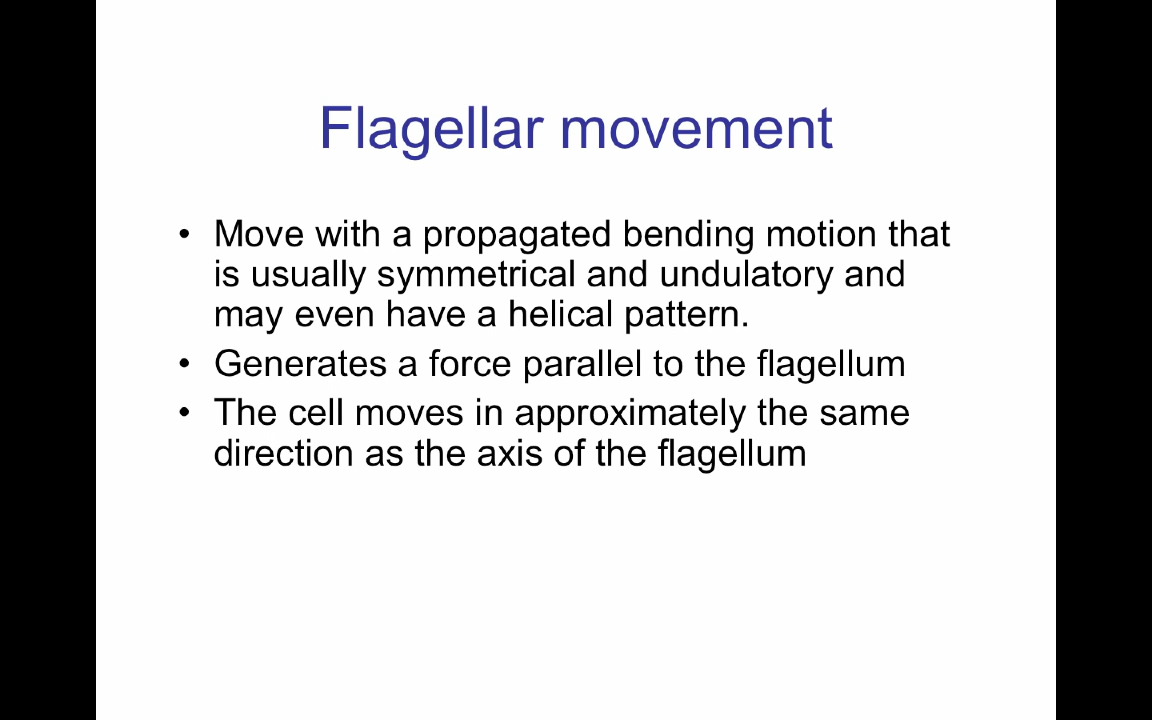 Flagellar movement
• Move with a propagated bending motion that
is usually symmetrical and undulatory and
may even have a helical pattern.
• Generates a force parallel to the flagellum
• The cell moves in approximately the same
direction as the axis of the flagellum